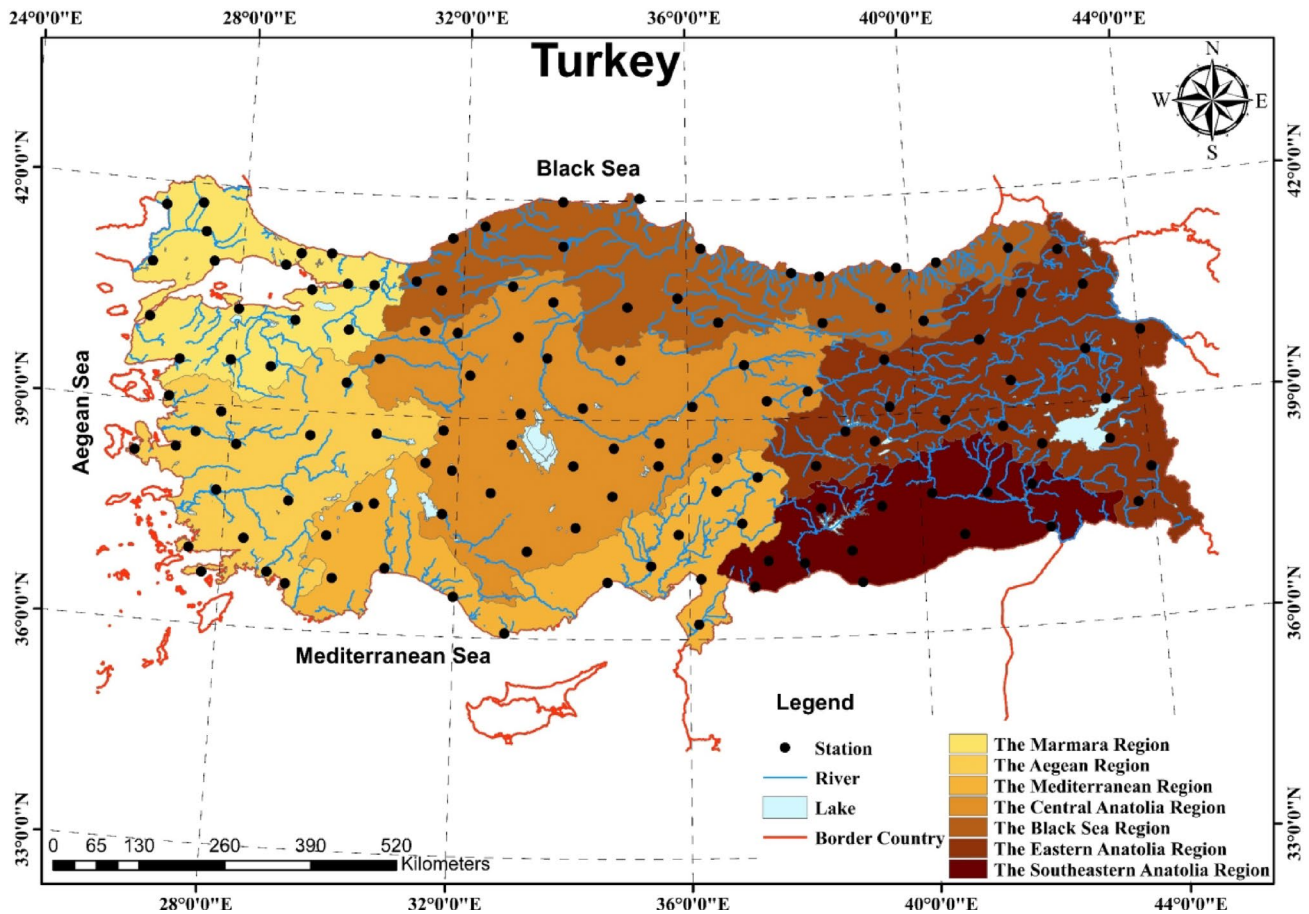 24°0'0"E 28°0'0"E 32°0'0"E 36°0'0"E 40°0'0"E 44°0'0"E
Turkey
N
W E
S
42°0'0"N 42°0'0"N
Black Sea
39°0'0"N 39°0'0"N
Aegean Sea
36°0'0"N 36°0'0"N
Mediterranean Sea
Legend
Station
River
Lake
Border Country
The Marmara Region
The Aegean Region
The Mediterranean Region
The Central Anatolia Region
The Black Sea Region
The Eastern Anatolia Region
The Southeastern Anatolia Region
33°0'0"N 33°0'0"N
0 65 130 260 390 520
Kilometers
28°0'0"E 32°0'0"E 36°0'0"E 40°0'0"E 44°0'0"E